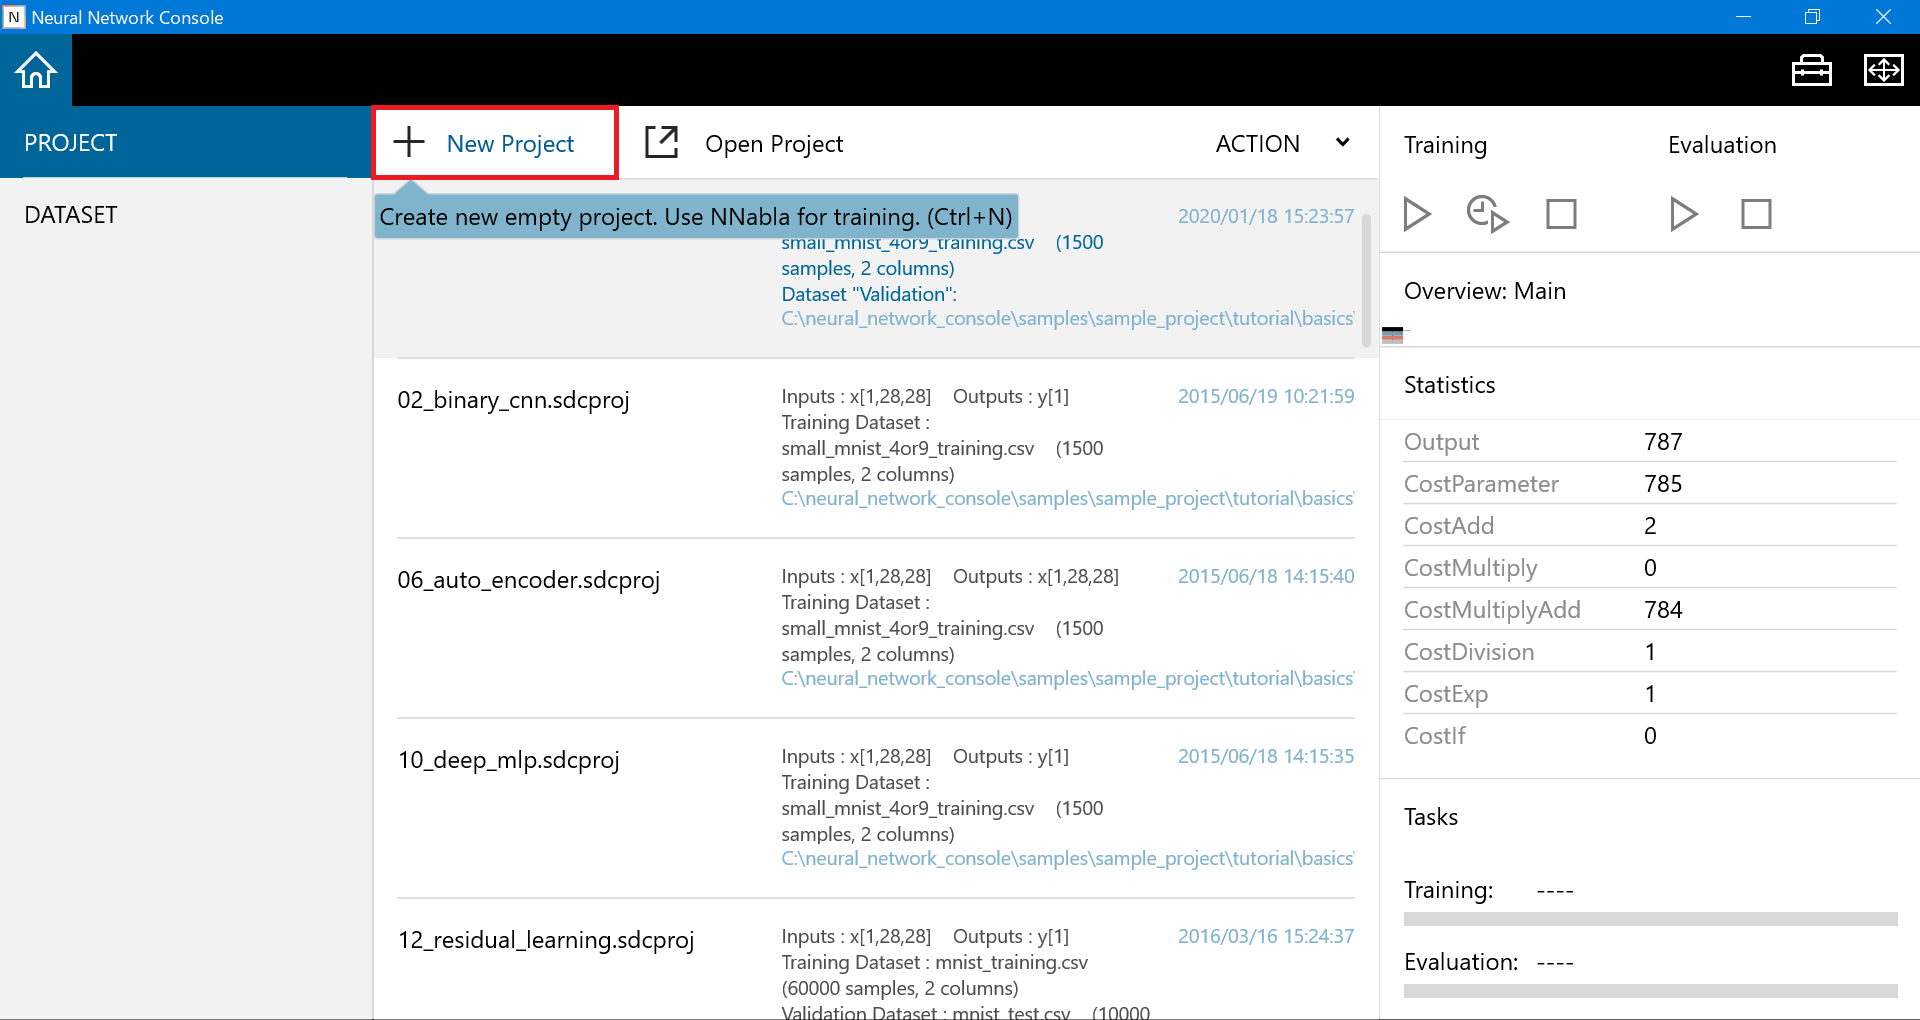 N Neural Network Console
PROJECT
DATASET
New Project
Open Project
ACTION
Create new empty project. Use NNabla for training. (Ctrl+N)
2020/01/18 15:23:57
small_mnist_4or9_training.csv (1500
samples, 2 columns)
Dataset "Validation":
C:\neural_network_console\samples\sample_project\tutorial\basics\
02_binary_cnn.sdcproj
Inputs : x[1,28,28] Outputs : y[1]
2015/06/19 10:21:59
Training Dataset :
small_mnist_4or9_training.csv (1500
samples, 2 columns)
C:\neural_network_console\samples\sample_project\tutorial\basics\
06_auto_encoder.sdcproj
Inputs : x[1,28,28] Outputs : x[1,28,28]
2015/06/18 14:15:40
Training Dataset :
small_mnist_4or9_training.csv (1500
samples, 2 columns)
C:\neural_network_console\samples\sample_project\tutorial\basics\
10_deep_mlp.sdcproj
Inputs : x[1,28,28] Outputs : y[1]
2015/06/18 14:15:35
Training Dataset :
small_mnist_4or9_training.csv (1500
samples, 2 columns)
C:\neural_network_console\samples\sample_project\tutorial\basics\
12_residual_learning.sdcproj
Inputs : x[1,28,28] Outputs : y[1]
2016/03/16 15:24:37
Training Dataset : mnist_training.csv
(60000 samples, 2 columns)
Validation Dataset : mnist_test.csv (10000
Training
Evaluation
Overview: Main
Statistics
Output 787
CostParameter 785
CostAdd 2
CostMultiply 0
CostMultiplyAdd 784
CostDivision 1
CostExp 1
CostIf 0
Tasks
Training: ----
Evaluation: ----